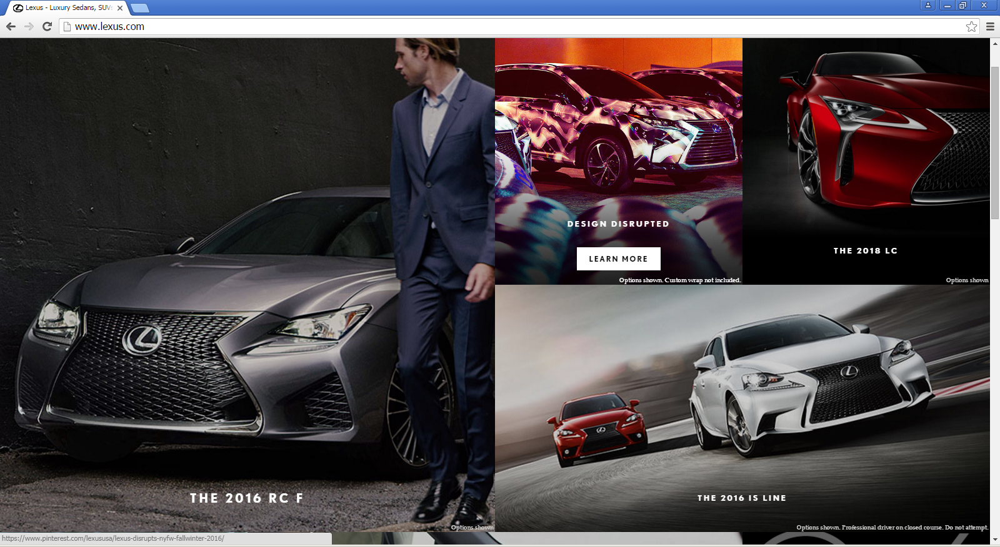 Lexus - Luxury Sedans, SUVs
www.lexus.com
DESIGN DISRUPTED
LEARN MORE
Options shown. Custom wrap not included.
THE 2018 LC
Options shown
THE 2016 RC F
Options shown
THE 2016 IS LINE
Options shown. Professional driver on closed course. Do not attempt.
https://www.pinterest.com/lexususa/lexus-disrupts-nyfw-fallwinter-2016/